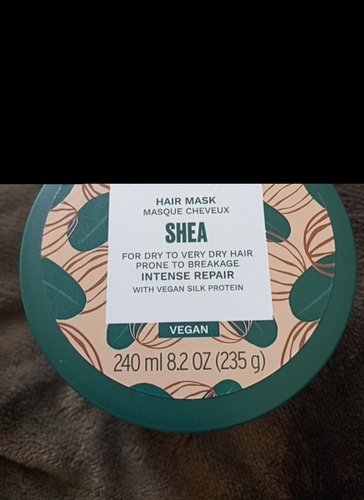 HAIR MASK
MASQUE CHEVEUX
SHEA
FOR DRY TO VERY DRY HAIR
PRONE TO BREAKAGE
INTENSE REPAIR
WITH VEGAN SILK PROTEIN
VEGAN
240 ml 8.2 OZ (235 g)